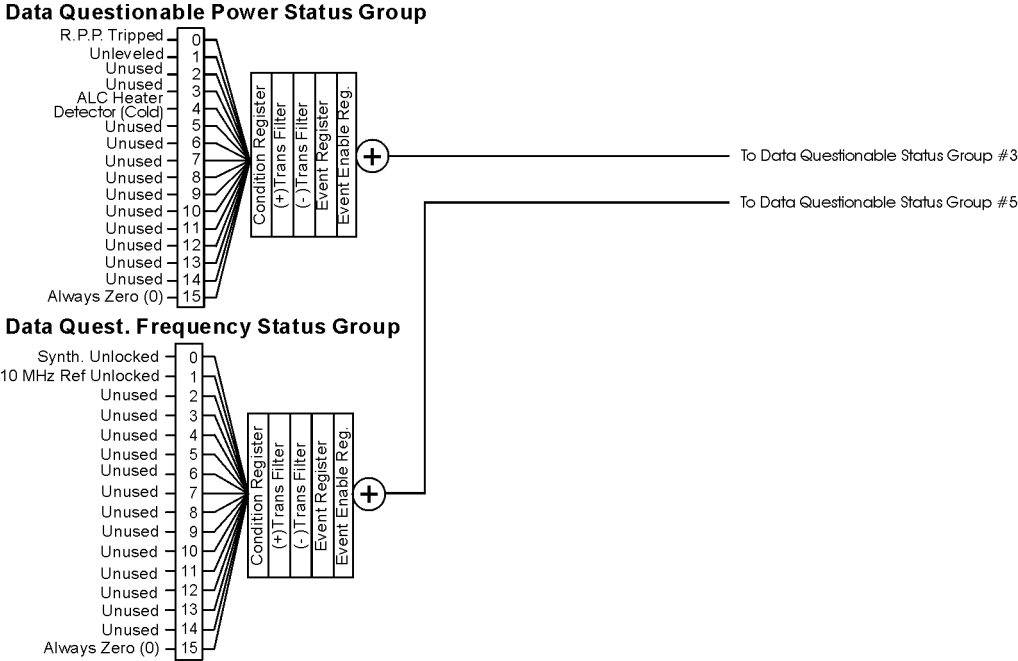 Data Questionable Power Status Group
R.P.P. Tripped 0
Unleveled 1
Unused 2
Unused 3
ALC Heater
Detector (Cold) 4
Unused 5
Unused 6
Unused 7
Unused 8
Unused 9
Unused 10
Unused 11
Unused 12
Unused 13
Unused 14
Always Zero (0) 15
Condition Register
(+)Trans Filter
(-)Trans Filter
Event Register
Event Enable Reg.
+
To Data Questionable Status Group #3
To Data Questionable Status Group #5
Data Quest. Frequency Status Group
Synth. Unlocked 0
10 MHz Ref Unlocked 1
Unused 2
Unused 3
Unused 4
Unused 5
Unused 6
Unused 7
Unused 8
Unused 9
Unused 10
Unused 11
Unused 12
Unused 13
Unused 14
Always Zero (0) 15
Condition Register
(+)Trans Filter
(-)Trans Filter
Event Register
Event Enable Reg.
+